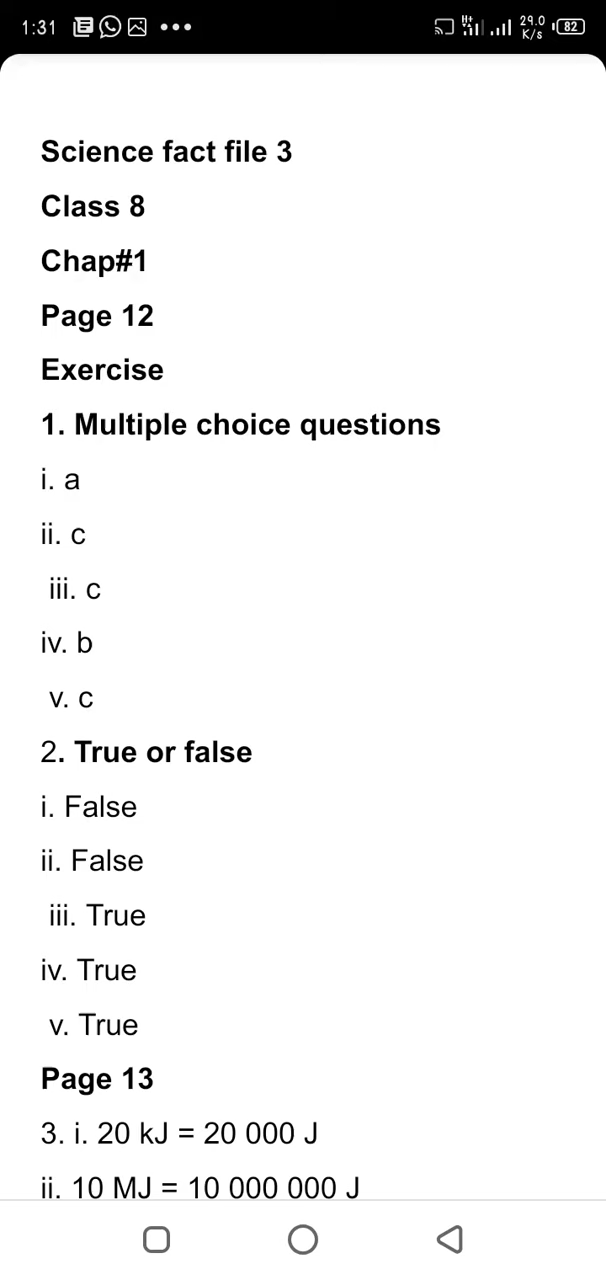 1:31
H+
29.0
K/s
82
Science fact file 3
Class 8
Chap#1
Page 12
Exercise
1. Multiple choice questions
i. a
ii. c
iii. c
iv. b
v. c
2. True or false
i. False
ii. False
iii. True
iv. True
v. True
Page 13
3. i. 20 kJ = 20 000 J
ii. 10 MJ = 10 000 000 J